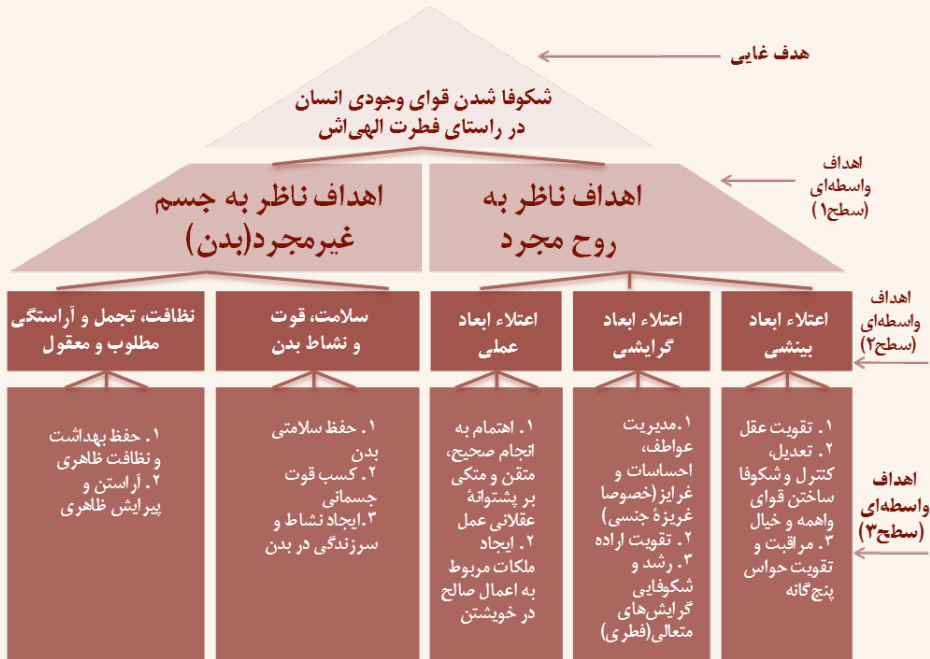 هدف غایی
شکوفا شدن قوای وجودی انسان
در راستای فطرت الهی‌اش
اهداف
واسطه‌ای
(سطح۱)
اهداف ناظر به
روح مجرد
اهداف ناظر به جسم
غیرمجرد(بدن)
اهداف
واسطه‌ای
(سطح۲)
اعتلاء ابعاد
بینشی
اعتلاء ابعاد
گرایشی
اعتلاء ابعاد
عملی
سلامت، قوت
و نشاط بدن
نظافت، تجمل و آراستگی
مطلوب و معقول
اهداف
واسطه‌ای
(سطح۳)
۱. تقویت عقل
۲. تعدیل،
کنترل و شکوفا
ساختن قوای
واهمه و خیال
۳. مراقبت و
تقویت حواس
پنج‌گانه
۱.مدیریت
عواطف،
احساسات و
غرایز(خصوصا
غریزۀ جنسی)
۲. تقویت اراده
۳. رشد و
شکوفایی
گرایش‌های
متعالی(فطری)
۱. اهتمام به
انجام صحیح،
متقن و متکی
بر پشتوانۀ
عقلانی عمل
۲. ایجاد
ملکات مربوط
به اعمال صالح
در خویشتن
۱. حفظ سلامتی
بدن
۲. کسب قوت
جسمانی
۳.ایجاد نشاط و
سرزندگی در بدن
۱. حفظ بهداشت
و نظافت ظاهری
۲. آراستن و
پیرایش ظاهری